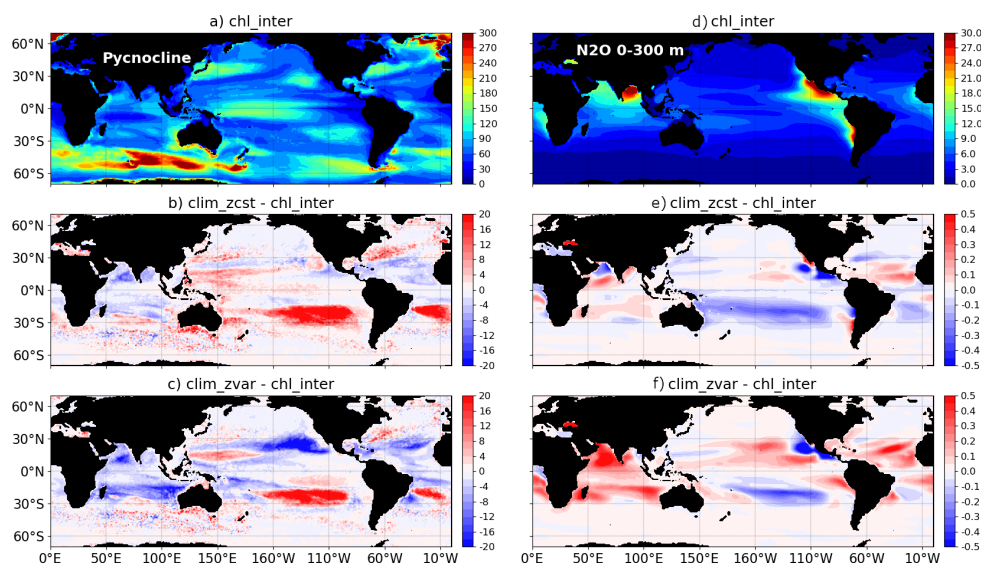 a) chl_inter
60°N
30°N
0°N
30°S
60°S
Pycnocline
300
270
240
210
180
150
120
90
60
30
0
d) chl_inter
N2O 0-300 m
30.0
27.0
24.0
21.0
18.0
15.0
12.0
9.0
6.0
3.0
0.0
b) clim_zcst - chl_inter
60°N
30°N
0°N
30°S
60°S
20
16
12
8
4
0
-4
-8
-12
-16
-20
e) clim_zcst - chl_inter
0.5
0.4
0.3
0.2
0.1
0.0
-0.1
-0.2
-0.3
-0.4
-0.5
c) clim_zvar - chl_inter
60°N
30°N
0°N
30°S
60°S
0°E 50°E 100°E 150°E 160°W 110°W 60°W 10°W
20
16
12
8
4
0
-4
-8
-12
-16
-20
f) clim_zvar - chl_inter
0°E 50°E 100°E 150°E 160°W 110°W 60°W 10°W
0.5
0.4
0.3
0.2
0.1
0.0
-0.1
-0.2
-0.3
-0.4
-0.5